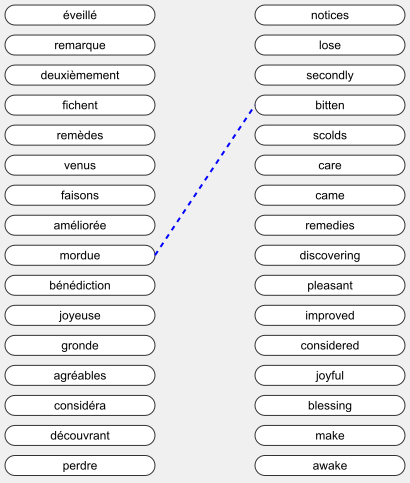 éveillé
notices
remarque
lose
deuxièmement
secondly
fichent
bitten
remèdes
scolds
venus
care
faisons
came
améliorée
remedies
mordue
discovering
bénédiction
pleasant
joyeuse
improved
gronde
considered
agréables
joyful
considéra
blessing
découvrant
make
perdre
awake